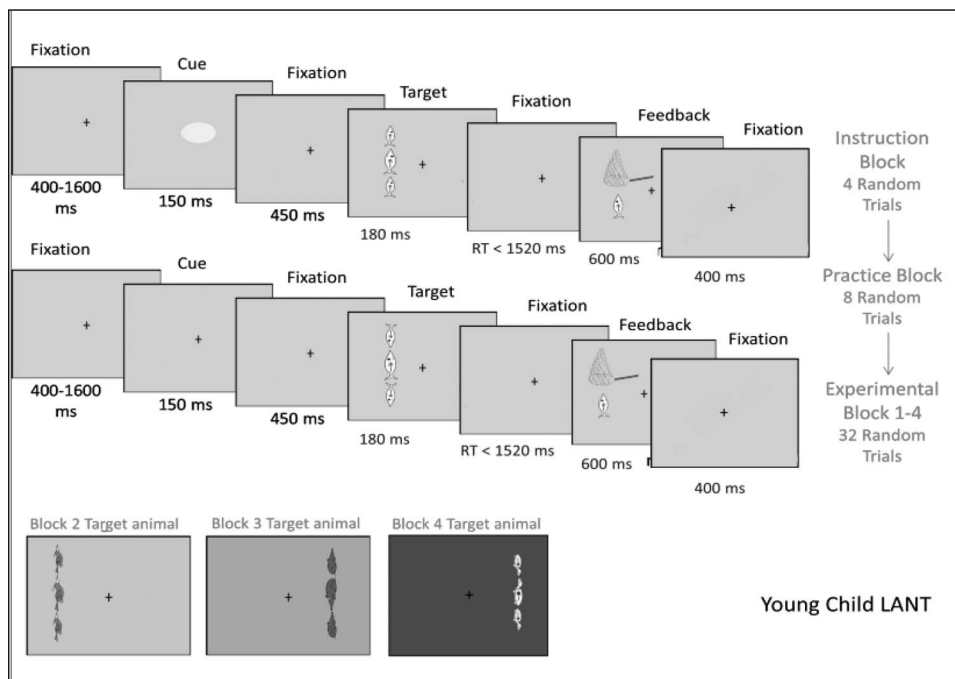 Fixation
Cue
Fixation
Target
Fixation
Feedback
Fixation
400-1600
ms
150 ms
450 ms
180 ms
RT < 1520 ms
600 ms
400 ms
Fixation
Cue
Fixation
Target
Fixation
Feedback
Fixation
400-1600
ms
150 ms
450 ms
180 ms
RT < 1520 ms
600 ms
400 ms
Instruction
Block
4 Random
Trials
Practice Block
8 Random
Trials
Experimental
Block 1-4
32 Random
Trials
Block 2 Target animal
Block 3 Target animal
Block 4 Target animal
Young Child LANT